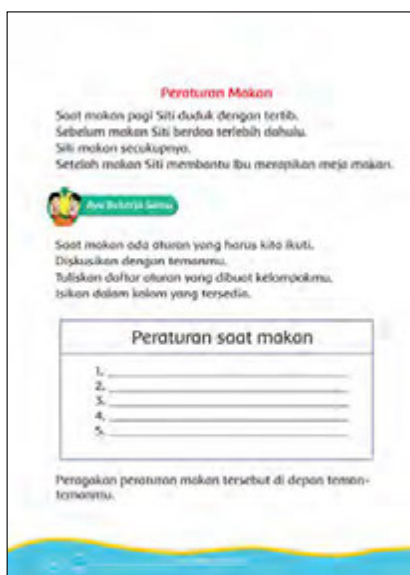 Peraturan Makan
Saat makan pagi Siti duduk dengan tertib.
Sebelum makan Siti berdoa terlebih dahulu.
Siti makan secukupnya.
Setelah makan Siti membantu Ibu merapikan meja makan.
Ayo Bekerja Sama
Saat makan ada aturan yang harus kita ikuti.
Diskusikan dengan temanmu.
Tuliskan daftar aturan yang dibuat kelompokmu.
Isikan dalam kolom yang tersedia.
Peraturan saat makan
1.
2.
3.
4.
5.
Peragakan peraturan makan tersebut di depan teman-
temanmu.